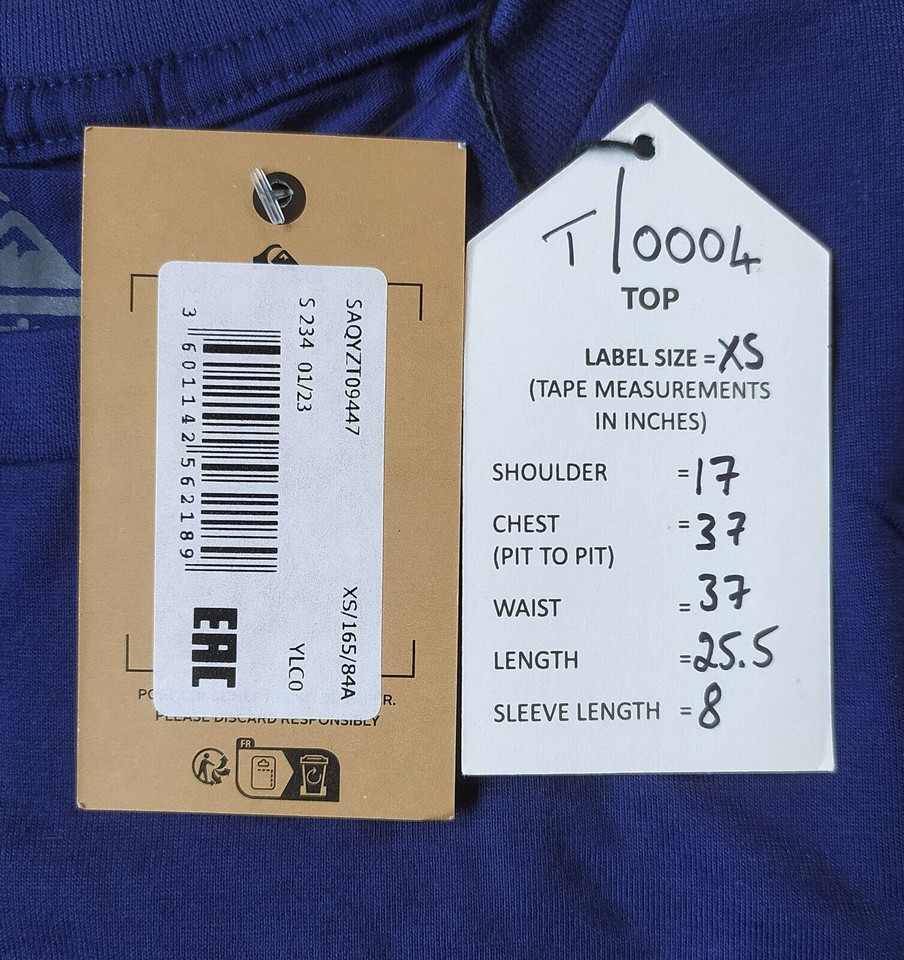 SAQYZT09447
S 234 01/23
3 601142 562189
XS/165/84A
YLC0
EAC
R.
PLEASE DISCARD RESPONSIBLY
FR
T/0004
TOP
LABEL SIZE = XS
(TAPE MEASUREMENTS
IN INCHES)
SHOULDER = 17
CHEST = 37
(PIT TO PIT)
WAIST = 37
LENGTH = 25.5
SLEEVE LENGTH = 8